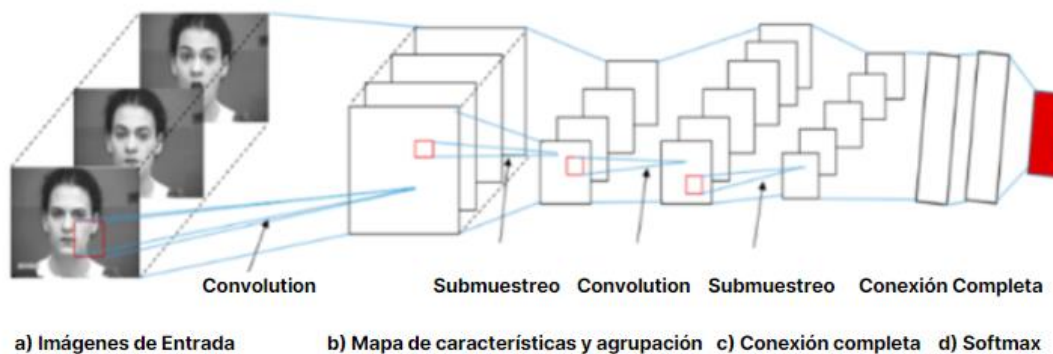 Convolution Submuestreo Convolution Submuestreo Conexión Completa
a) Imágenes de Entrada b) Mapa de características y agrupación c) Conexión completa d) Softmax